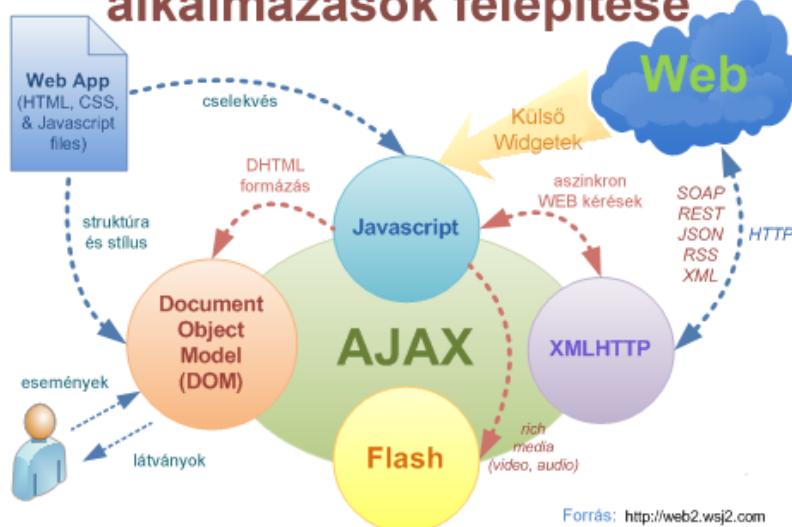 alkalmazások felépítése
Web App
(HTML, CSS,
& Javascript
files)
cselekvés
Web
Külső
Widgetek
DHTML
formázás
aszinkron
WEB kérések
Javascript
SOAP
REST
JSON
RSS
XML
HTTP
struktúra
és stílus
Document
Object
Model
(DOM)
AJAX
XMLHTTP
események
látványok
Flash
rich
media
(video, audio)
Forrás: http://web2.wsj2.com